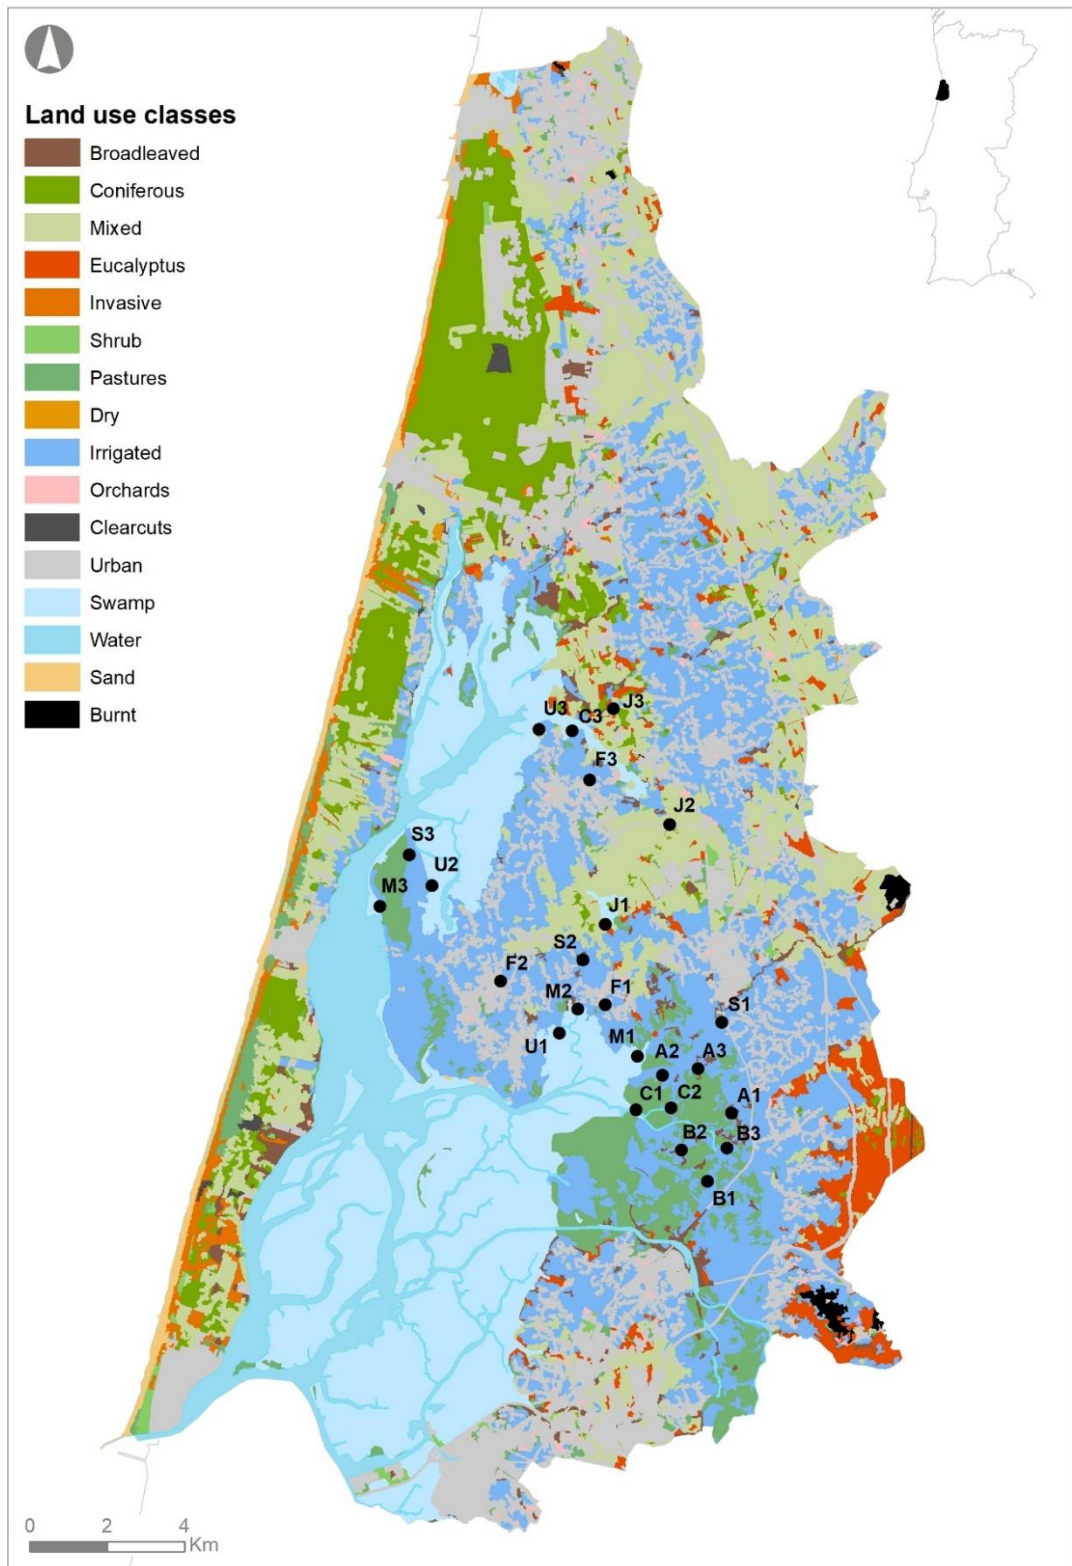 Land use classes
Broadleaved
Coniferous
Mixed
Eucalyptus
Invasive
Shrub
Pastures
Dry
Irrigated
Orchards
Clearcuts
Urban
Swamp
Water
Sand
Burnt
U3 C3 J3
F3
J2
S3
U2
M3
J1
S2
F2
M2 F1
S1
U1
M1
A2 A3
C1 C2 A1
B2 B3
B1
0 2 4
Km